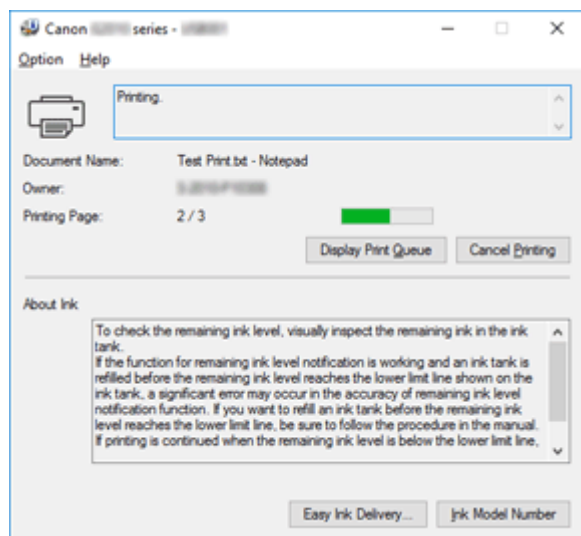 Canon series -
Option Help
Printing.
Document Name: Test Print.txt - Notepad
Owner:
Printing Page: 2 / 3
Display Print Queue Cancel Printing
About Ink
To check the remaining ink level, visually inspect the remaining ink in the ink
tank.
If the function for remaining ink level notification is working and an ink tank is
refilled before the remaining ink level reaches the lower limit line shown on the
ink tank, a significant error may occur in the accuracy of remaining ink level
notification function. If you want to refill an ink tank before the remaining ink
level reaches the lower limit line, be sure to follow the procedure in the manual.
If printing is continued when the remaining ink level is below the lower limit line,
Easy Ink Delivery... Ink Model Number